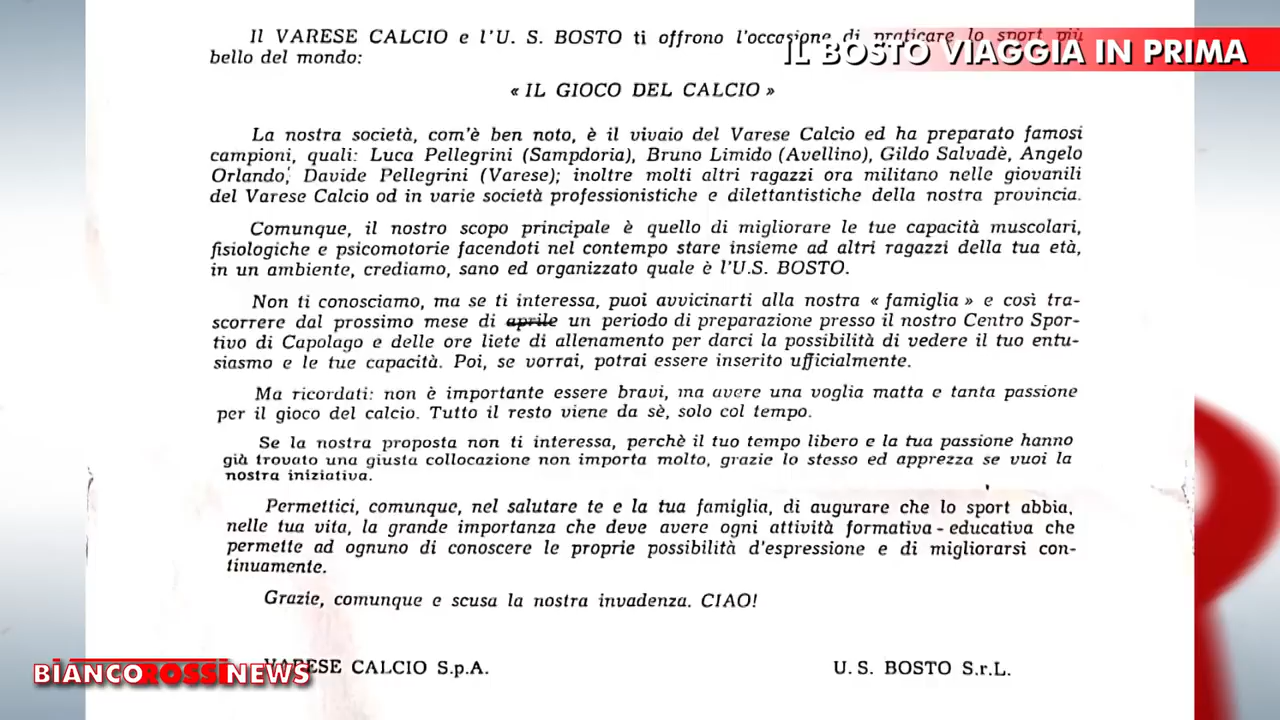 Il VARESE CALCIO e l'U. S. BOSTO ti offrono l'occasione di praticare lo sport più
IL BOSTO VIAGGIA IN PRIMA
bello del mondo:
« IL GIOCO DEL CALCIO »
La nostra società, com'è ben noto, è il vivaio del Varese Calcio ed ha preparato famosi
campioni, quali: Luca Pellegrini (Sampdoria), Bruno Limido (Avellino), Gildo Salvadè, Angelo
Orlando, Davide Pellegrini (Varese); inoltre molti altri ragazzi ora militano nelle giovanili
del Varese Calcio od in varie società professionistiche e dilettantistiche della nostra provincia.
Comunque, il nostro scopo principale è quello di migliorare le tue capacità muscolari,
fisiologiche e psicomotorie facendoti nel contempo stare insieme ad altri ragazzi della tua età,
in un ambiente, crediamo, sano ed organizzato quale è l'U.S. BOSTO.
Non ti conosciamo, ma se ti interessa, puoi avvicinarti alla nostra « famiglia » e così tra-
scorrere dal prossimo mese di aprile un periodo di preparazione presso il nostro Centro Spor-
tivo di Capolago e delle ore liete di allenamento per darci la possibilità di vedere il tuo entu-
siasmo e le tue capacità. Poi, se vorrai, potrai essere inserito ufficialmente.
Ma ricordati: non è importante essere bravi, ma avere una voglia matta e tanta passione
per il gioco del calcio. Tutto il resto viene da sè, solo col tempo.
Se la nostra proposta non ti interessa, perchè il tuo tempo libero e la tua passione hanno
già trovato una giusta collocazione non importa molto, grazie lo stesso ed apprezza se vuoi la
nostra iniziativa.
Permettici, comunque, nel salutare te e la tua famiglia, di augurare che lo sport abbia,
nelle tua vita, la grande importanza che deve avere ogni attività formativa - educativa che
permette ad ognuno di conoscere le proprie possibilità d'espressione e di migliorarsi con-
tinuamente.
Grazie, comunque e scusa la nostra invadenza. CIAO!
VARESE CALCIO S.p.A.
U. S. BOSTO S.r.L.
BIANCOROSSINEWS